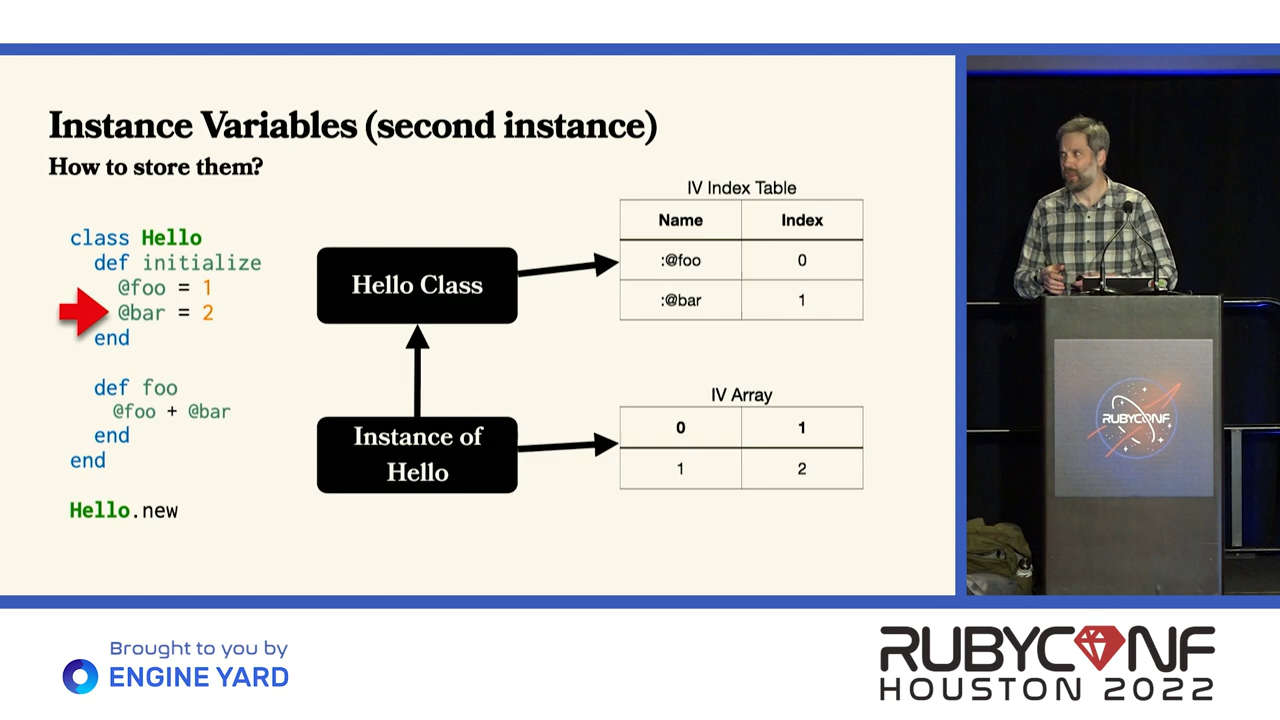 Instance Variables (second instance)
How to store them?
class Hello
def initialize
@foo = 1
@bar = 2
end
def foo
@foo + @bar
end
end
Hello.new
Hello Class
Instance of
Hello
IV Index Table
Name Index
:@foo 0
:@bar 1
IV Array
0 1
1 2
RUBYCONF
Brought to you by
ENGINE YARD
RUBYCONF
HOUSTON 2022